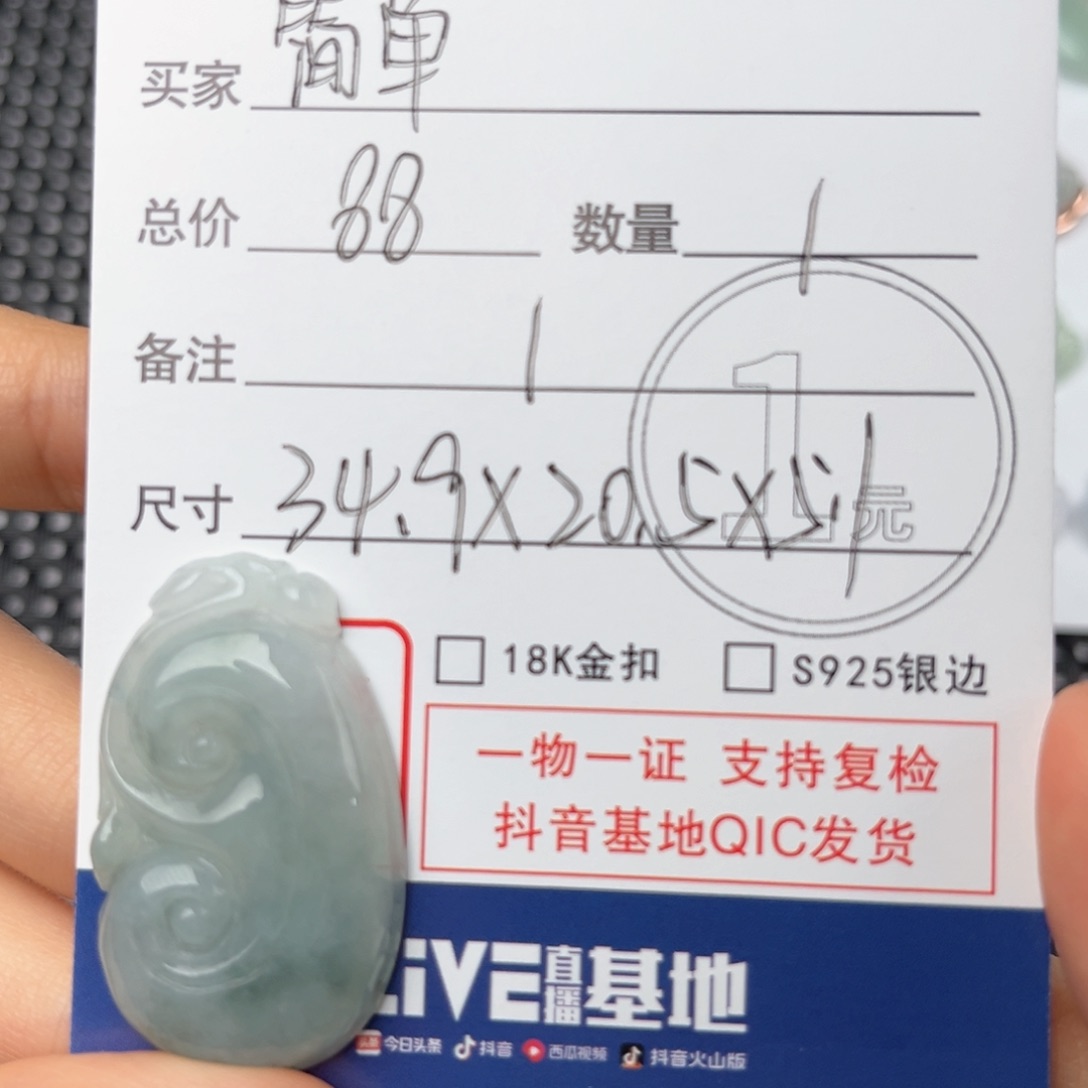 买家 简单
总价 88 数量 1
备注 1
尺寸 34.9X20.5X5.1
1元
18K金扣 S925银边
一物一证 支持复检
抖音基地QIC发货
LIVE直播基地
今日头条 抖音 西瓜视频 抖音火山版